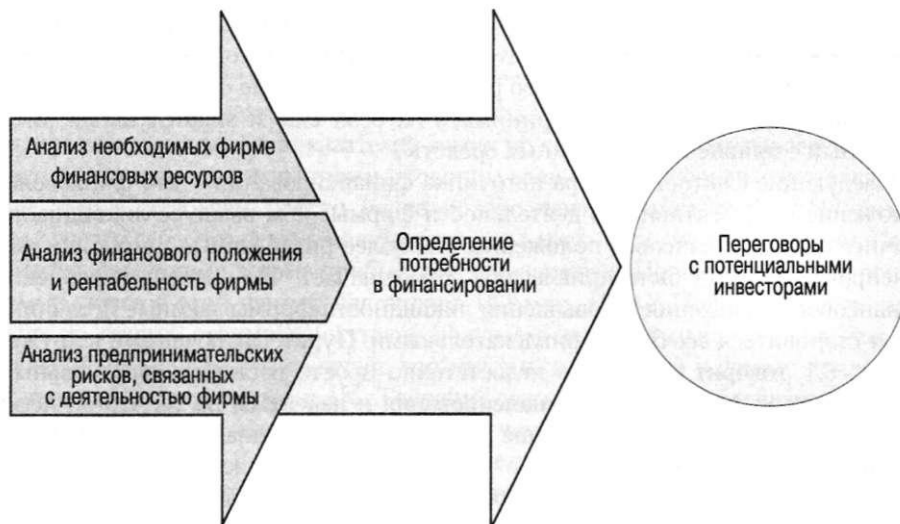 Анализ необходимых фирме
финансовых ресурсов
Анализ финансового положения
и рентабельность фирмы
Анализ предпринимательских
рисков, связанных
с деятельностью фирмы
Определение
потребности
в финансировании
Переговоры
с потенциальными
инвесторами